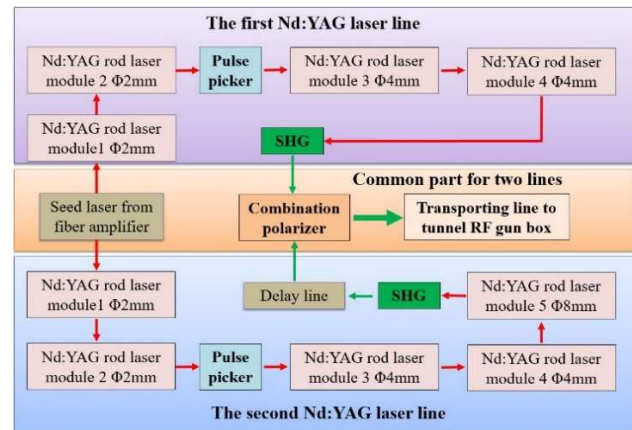 The first Nd:YAG laser line
Nd:YAG rod laser
module 2 Φ2mm
Pulse
picker
Nd:YAG rod laser
module 3 Φ4mm
Nd:YAG rod laser
module 4 Φ4mm
Nd:YAG rod laser
module1 Φ2mm
SHG
Common part for two lines
Seed laser from
fiber amplifier
Combination
polarizer
Transporting line to
tunnel RF gun box
Nd:YAG rod laser
module1 Φ2mm
Delay line
SHG
Nd:YAG rod laser
module 5 Φ8mm
Nd:YAG rod laser
module 2 Φ2mm
Pulse
picker
Nd:YAG rod laser
module 3 Φ4mm
Nd:YAG rod laser
module 4 Φ4mm
The second Nd:YAG laser line